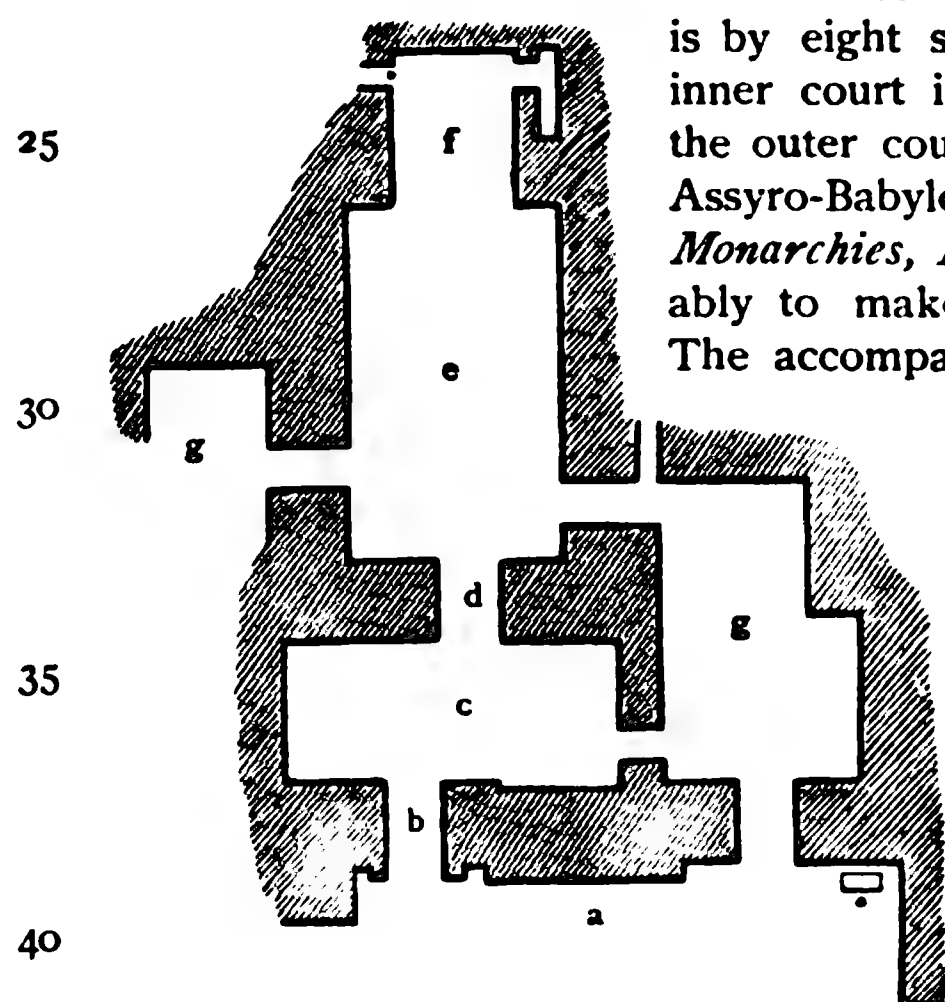 is by eight s
inner court i
25
the outer cou
f
Assyro-Babyl
Monarchies,
ably to mak
The accompa
e
30
g
d
g
35
c
b
a
40